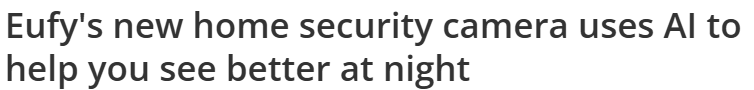 Eufy's new home security camera uses AI to
help you see better at night